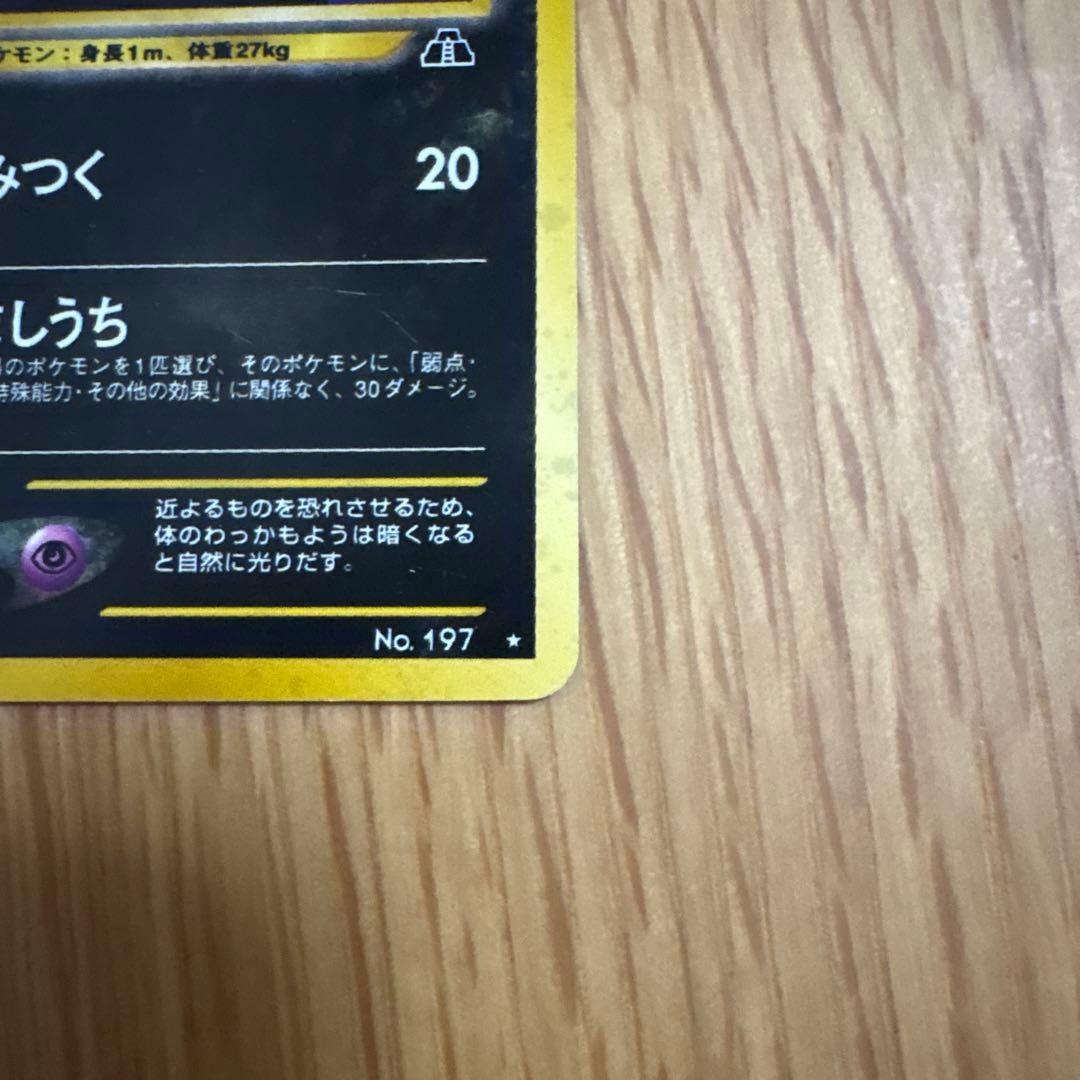 ケモン：身長1m、体重27kg
みつく 20
しうち
のポケモンを1匹選び、そのポケモンに、「弱点・
特殊能力・その他の効果」に関係なく、30ダメージ。
近よるものを恐れさせるため、
体のわっかもようは暗くなる
と自然に光りだす。
No. 197 ★